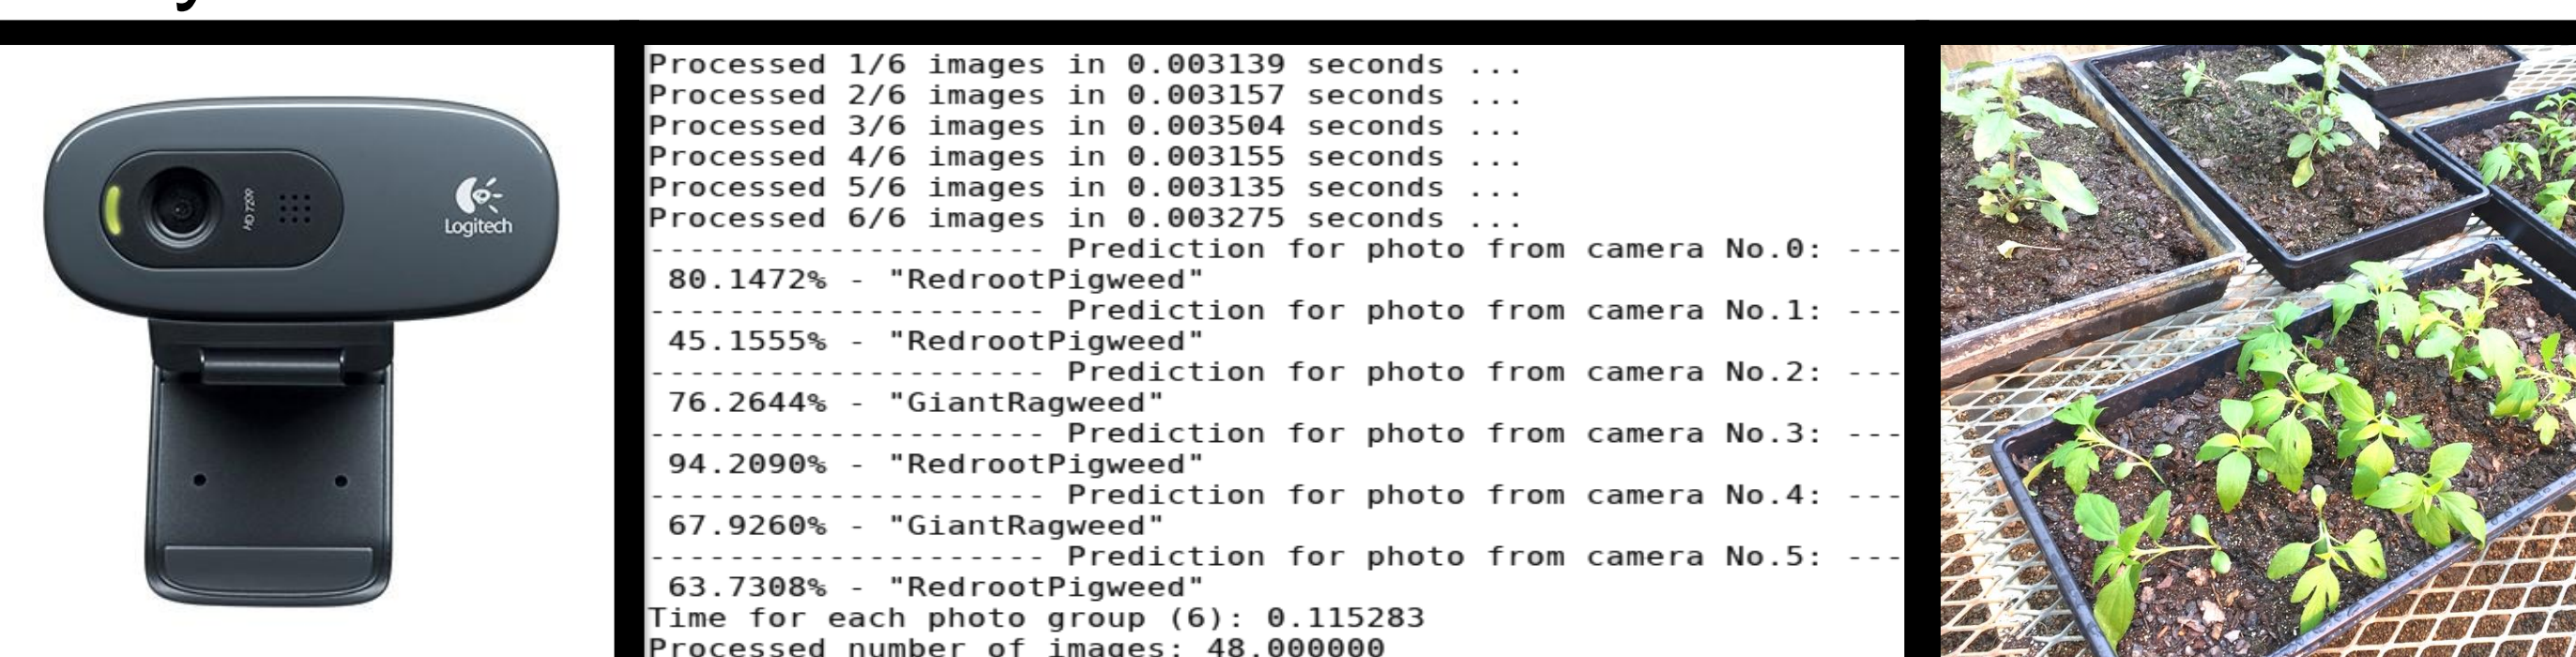 HD 720p
Logitech
Processed 1/6 images in 0.003139 seconds ...
Processed 2/6 images in 0.003157 seconds ...
Processed 3/6 images in 0.003504 seconds ...
Processed 4/6 images in 0.003155 seconds ...
Processed 5/6 images in 0.003135 seconds ...
Processed 6/6 images in 0.003275 seconds ...
-------------------- Prediction for photo from camera No.0: ---
80.1472% - "RedrootPigweed"
-------------------- Prediction for photo from camera No.1: ---
45.1555% - "RedrootPigweed"
-------------------- Prediction for photo from camera No.2: ---
76.2644% - "GiantRagweed"
-------------------- Prediction for photo from camera No.3: ---
94.2090% - "RedrootPigweed"
-------------------- Prediction for photo from camera No.4: ---
67.9260% - "GiantRagweed"
-------------------- Prediction for photo from camera No.5: ---
63.7308% - "RedrootPigweed"
Time for each photo group (6): 0.115283
Processed number of images: 48.000000